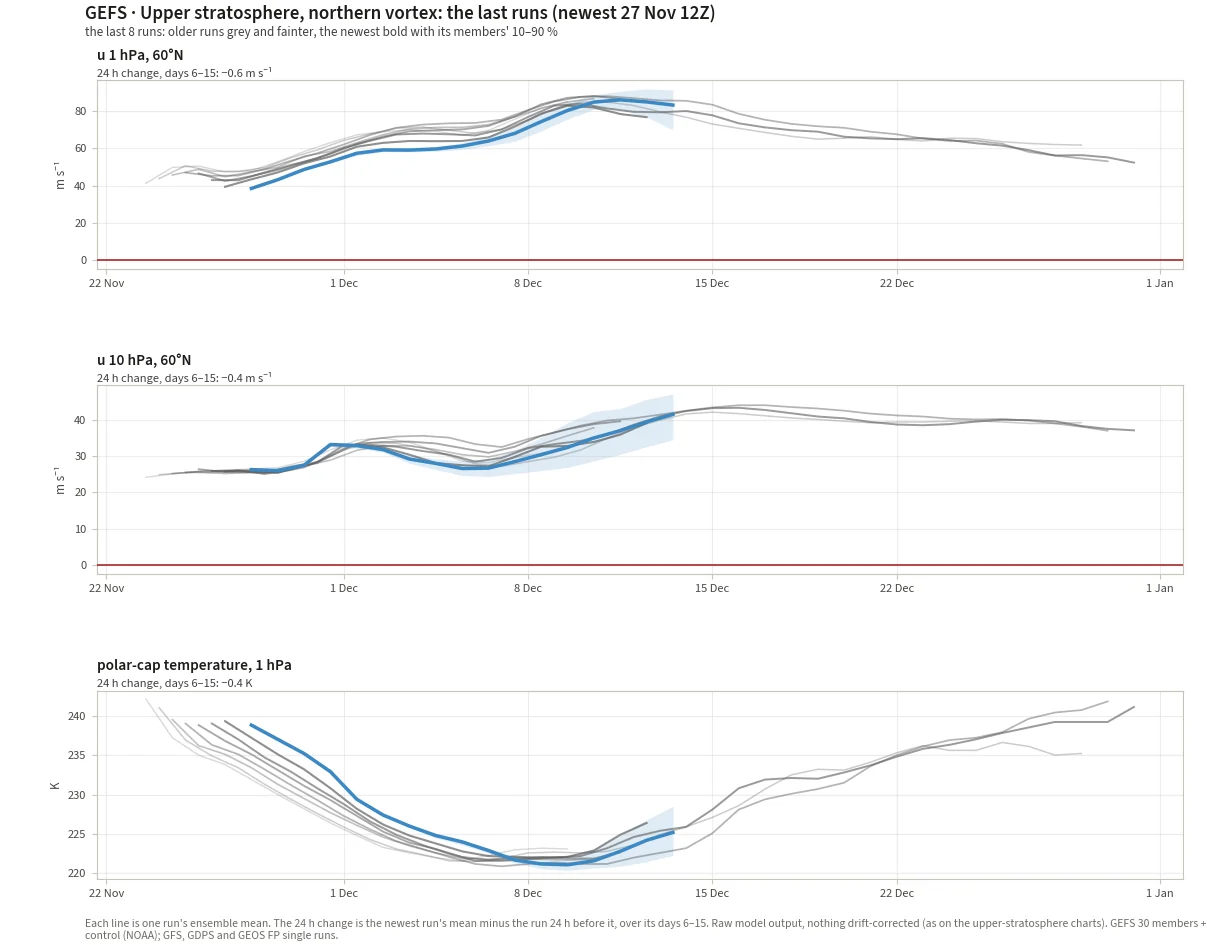 GEFS · Upper stratosphere, northern vortex: the last runs (newest 27 Nov 12Z)
the last 8 runs: older runs grey and fainter, the newest bold with its members' 10–90 %
u 1 hPa, 60°N
24 h change, days 6–15: −0.6 m s⁻¹
80
60
40
20
0
m s⁻¹
22 Nov
1 Dec
8 Dec
15 Dec
22 Dec
1 Jan
u 10 hPa, 60°N
24 h change, days 6–15: −0.4 m s⁻¹
40
30
20
10
0
m s⁻¹
22 Nov
1 Dec
8 Dec
15 Dec
22 Dec
1 Jan
polar-cap temperature, 1 hPa
24 h change, days 6–15: −0.4 K
240
235
230
225
220
K
22 Nov
1 Dec
8 Dec
15 Dec
22 Dec
1 Jan
Each line is one run's ensemble mean. The 24 h change is the newest run's mean minus the run 24 h before it, over its days 6–15. Raw model output, nothing drift-corrected (as on the upper-stratosphere charts). GEFS 30 members +
control (NOAA); GFS, GDPS and GEOS FP single runs.